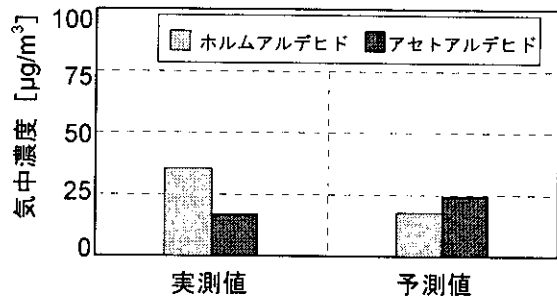 気中濃度 [μg/m³]
100
75
50
25
0
ホルムアルデヒド
アセトアルデヒド
実測値
予測値